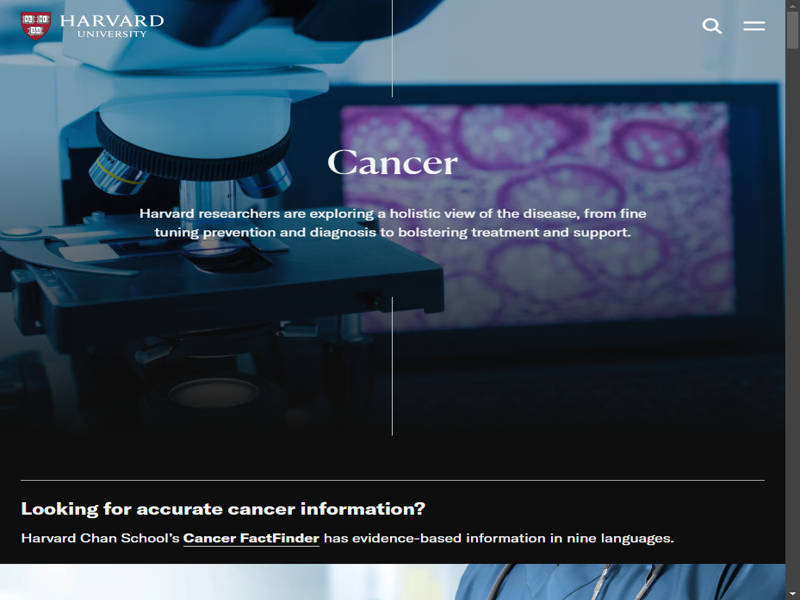 HARVARD
UNIVERSITY
Cancer
Harvard researchers are exploring a holistic view of the disease, from fine
tuning prevention and diagnosis to bolstering treatment and support.
Looking for accurate cancer information?
Harvard Chan School's Cancer FactFinder has evidence-based information in nine languages.